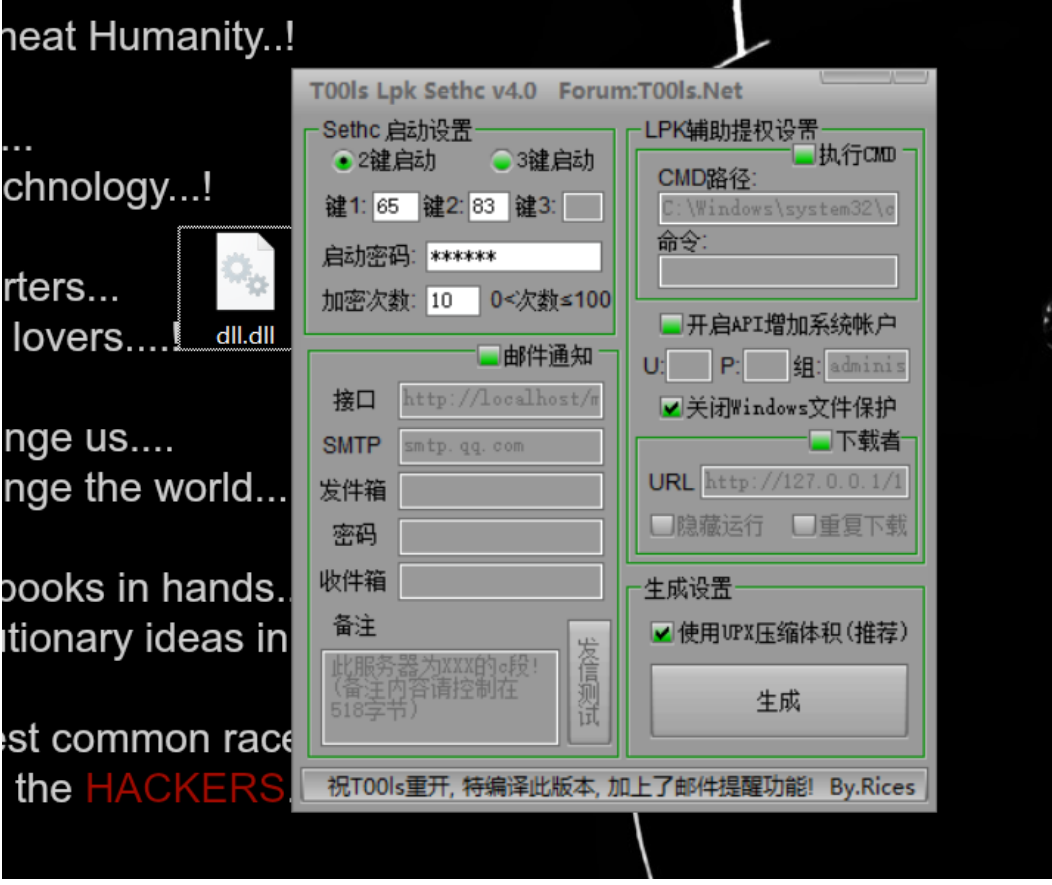 heat Humanity..!
...
chnology...!
rters...
lovers.....!
dll.dll
nge us....
nge the world...
books in hands..
utionary ideas in
est common race
the HACKERS.
T00ls Lpk Sethc v4.0 Forum:T00ls.Net
Sethc 启动设置
2键启动 3键启动
键1: 65 键2: 83 键3:
启动密码: ******
加密次数: 10 0<次数≤100
邮件通知
接口 http://localhost/m
SMTP smtp.qq.com
发件箱
密码
收件箱
备注
此服务器为XXX的c段!
(备注内容请控制在
518字节)
发信测试
LPK辅助提权设置
执行CMD
CMD路径:
C:\Windows\system32\c
命令:
开启API增加系统帐户
U: P: 组: adminis
关闭Windows文件保护
下载者
URL http://127.0.0.1/1
隐藏运行 重复下载
生成设置
使用UPX压缩体积(推荐)
生成
祝T00ls重开, 特编译此版本, 加上了邮件提醒功能! By.Rices